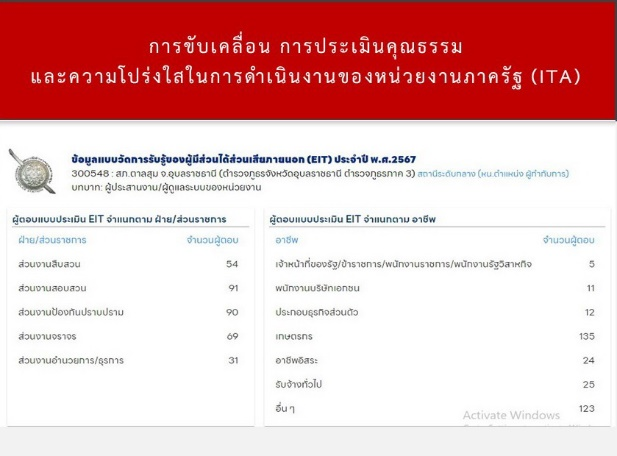 การขับเคลื่อน การประเมินคุณธรรม
และความโปร่งใสในการดำเนินงานของหน่วยงานภาครัฐ (ITA)
ข้อมูลแบบวัดการรับรู้ของผู้มีส่วนได้ส่วนเสียภายนอก (EIT) ประจำปี พ.ศ.2567
300548 : สภ.ตาลสุม จ.อุบลราชธานี (ตำรวจภูธรจังหวัดอุบลราชธานี ตำรวจภูธรภาค 3) สถานีระดับกลาง (หน.ตำแหน่ง ผู้กำกับการ)
บทบาท: ผู้ประสานงาน/ผู้ดูแลระบบของหน่วยงาน
ผู้ตอบแบบประเมิน EIT จำแนกตาม ฝ่าย/ส่วนราชการ
ฝ่าย/ส่วนราชการ จำนวนผู้ตอบ
ส่วนงานสืบสวน 54
ส่วนงานสอบสวน 91
ส่วนงานป้องกันปราบปราม 90
ส่วนงานจราจร 69
ส่วนงานอำนวยการ/ธุรการ 31
ผู้ตอบแบบประเมิน EIT จำแนกตาม อาชีพ
อาชีพ จำนวนผู้ตอบ
เจ้าหน้าที่ของรัฐ/ข้าราชการ/พนักงานราชการ/พนักงานรัฐวิสาหกิจ 5
พนักงานบริษัทเอกชน 11
ประกอบธุรกิจส่วนตัว 12
เกษตรกร 135
อาชีพอิสระ 24
รับจ้างทั่วไป 25
อื่น ๆ 123
Activate Windows